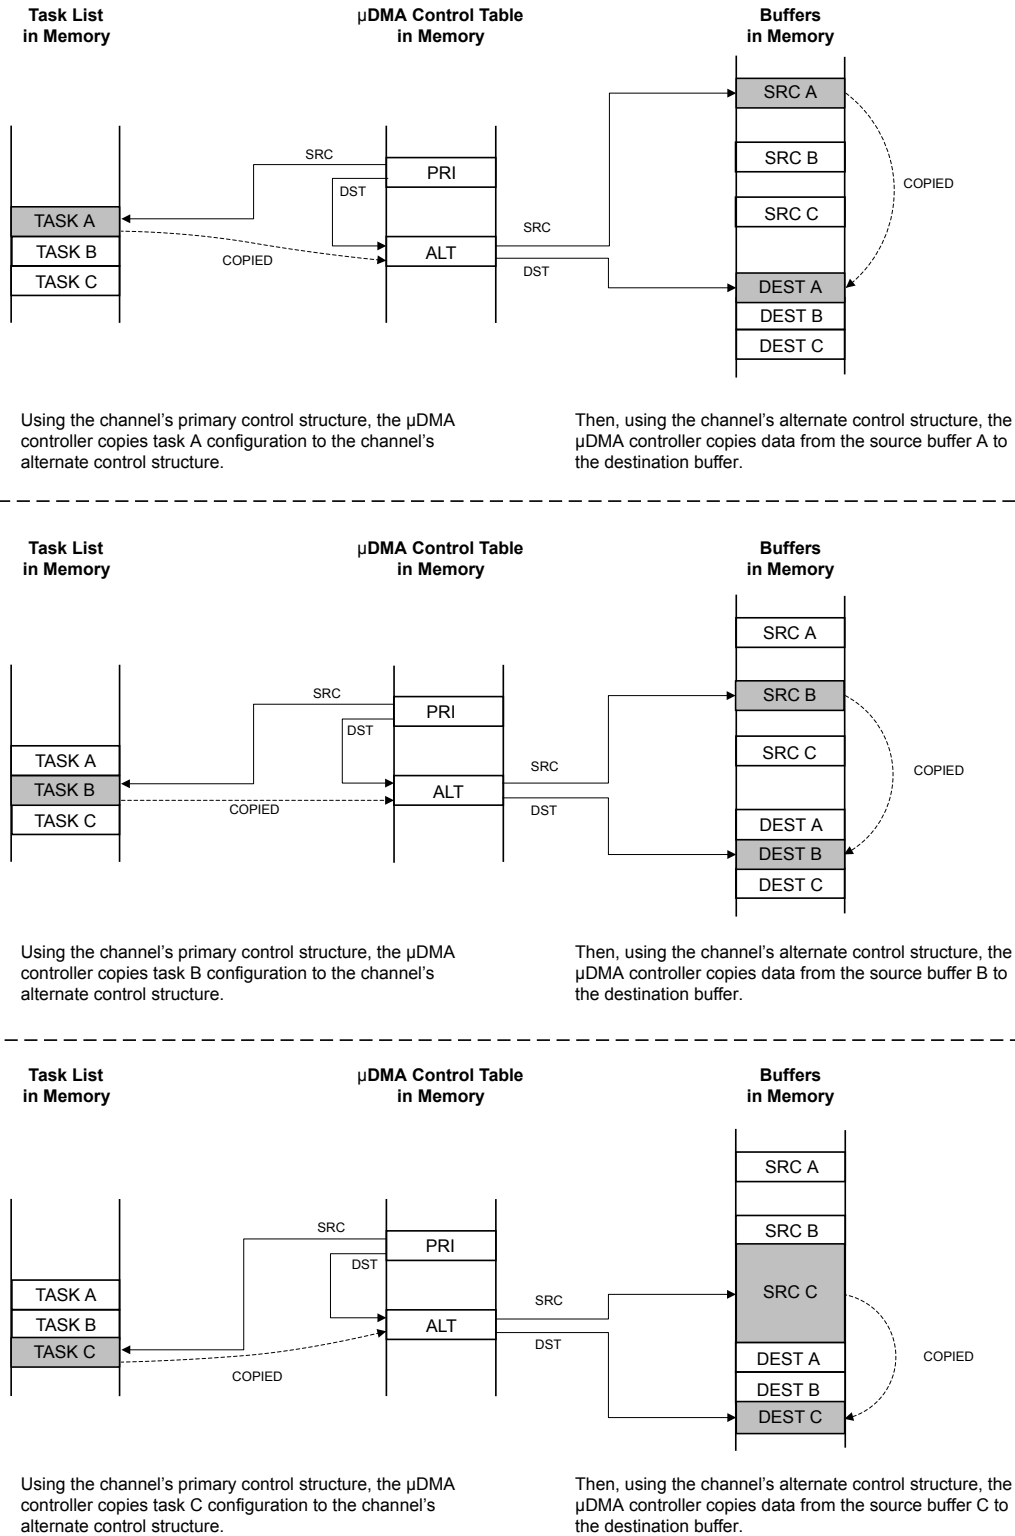 Task List
in Memory
µDMA Control Table
in Memory
Buffers
in Memory
SRC A
SRC
SRC B
PRI
COPIED
DST
SRC C
TASK A
SRC
TASK B
ALT
COPIED
DST
TASK C
DEST A
DEST B
DEST C
Using the channel's primary control structure, the µDMA
controller copies task A configuration to the channel's
alternate control structure.
Then, using the channel's alternate control structure, the
µDMA controller copies data from the source buffer A to
the destination buffer.
Task List
in Memory
µDMA Control Table
in Memory
Buffers
in Memory
SRC A
SRC
SRC B
PRI
DST
SRC C
TASK A
SRC
COPIED
TASK B
ALT
COPIED
DST
TASK C
DEST A
DEST B
DEST C
Using the channel's primary control structure, the µDMA
controller copies task B configuration to the channel's
alternate control structure.
Then, using the channel's alternate control structure, the
µDMA controller copies data from the source buffer B to
the destination buffer.
Task List
in Memory
µDMA Control Table
in Memory
Buffers
in Memory
SRC A
SRC
SRC B
PRI
DST
SRC C
TASK A
SRC
TASK B
ALT
DST
TASK C
COPIED
DEST A
COPIED
DEST B
DEST C
Using the channel's primary control structure, the µDMA
controller copies task C configuration to the channel's
alternate control structure.
Then, using the channel's alternate control structure, the
µDMA controller copies data from the source buffer C to
the destination buffer.